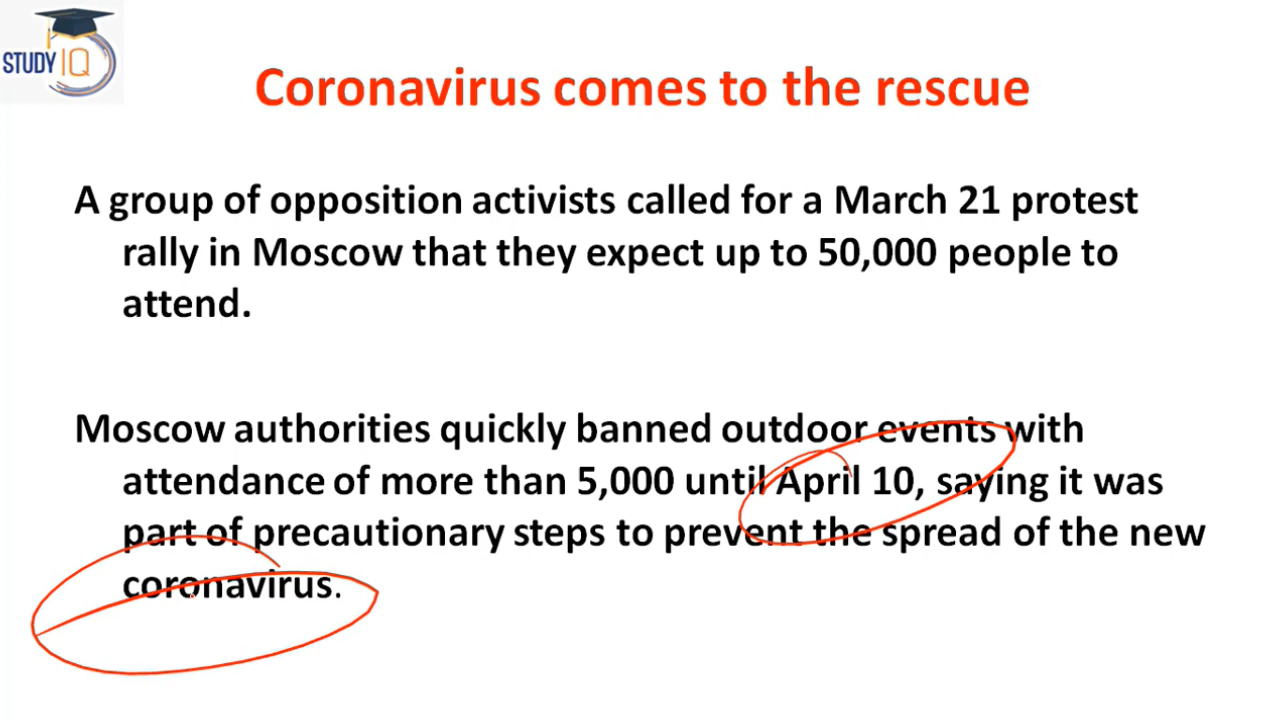 STUDY IQ
Coronavirus comes to the rescue
A group of opposition activists called for a March 21 protest
rally in Moscow that they expect up to 50,000 people to
attend.
Moscow authorities quickly banned outdoor events with
attendance of more than 5,000 until April 10, saying it was
part of precautionary steps to prevent the spread of the new
coronavirus.